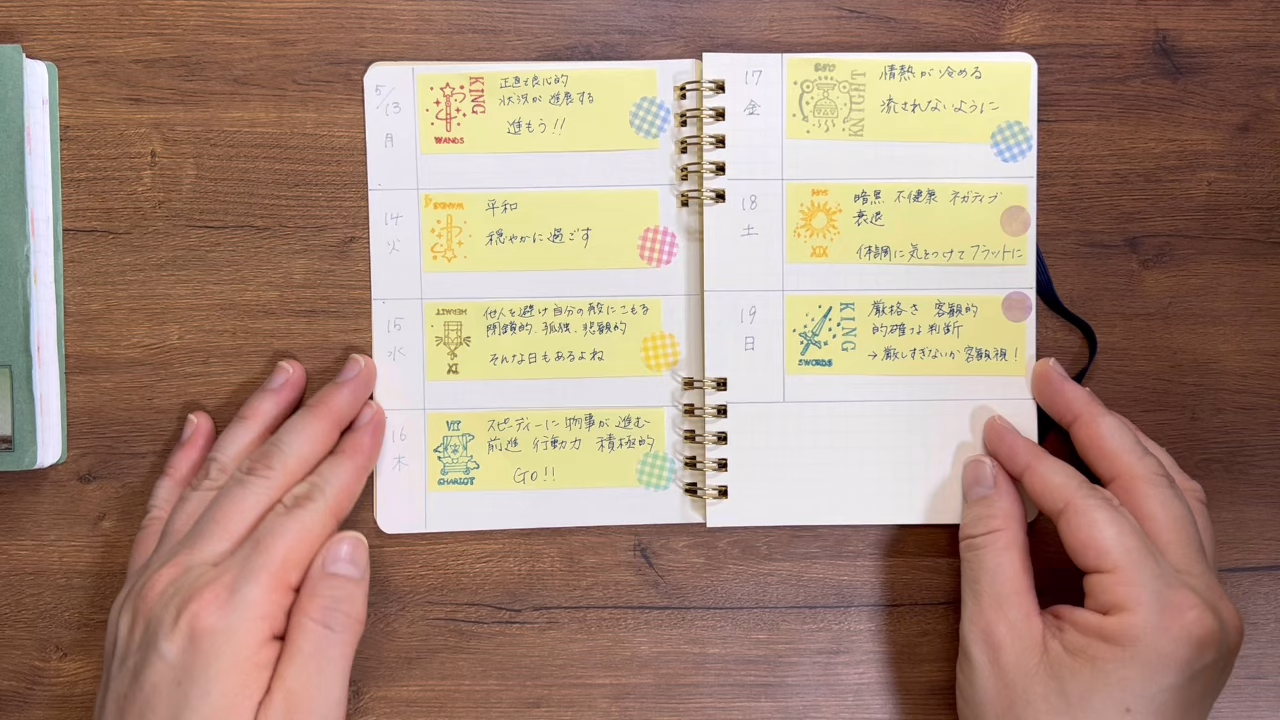 5/13
月
KING
WANDS
正直で良心的
状況が進展する
進もう!!
14
火
WANDS 4
平和
穏やかに過ごす
15
水
HERMIT
IX
他人を避け自分の殻にこもる
閉鎖的、孤独、悲観的
そんな日もあるよね
16
木
VII
CHARIOT
スピーディーに物事が進む
前進 行動力 積極的
GO!!
17
金
CUPS
KNIGHT
情熱が冷める
流されないように
18
土
SUN
XIX
暗黒 不健康 ネガティブ
衰退
体調に気をつけてフラットに
19
日
KING
SWORDS
厳格さ 客観的
的確な判断
→厳しすぎないか客観視!